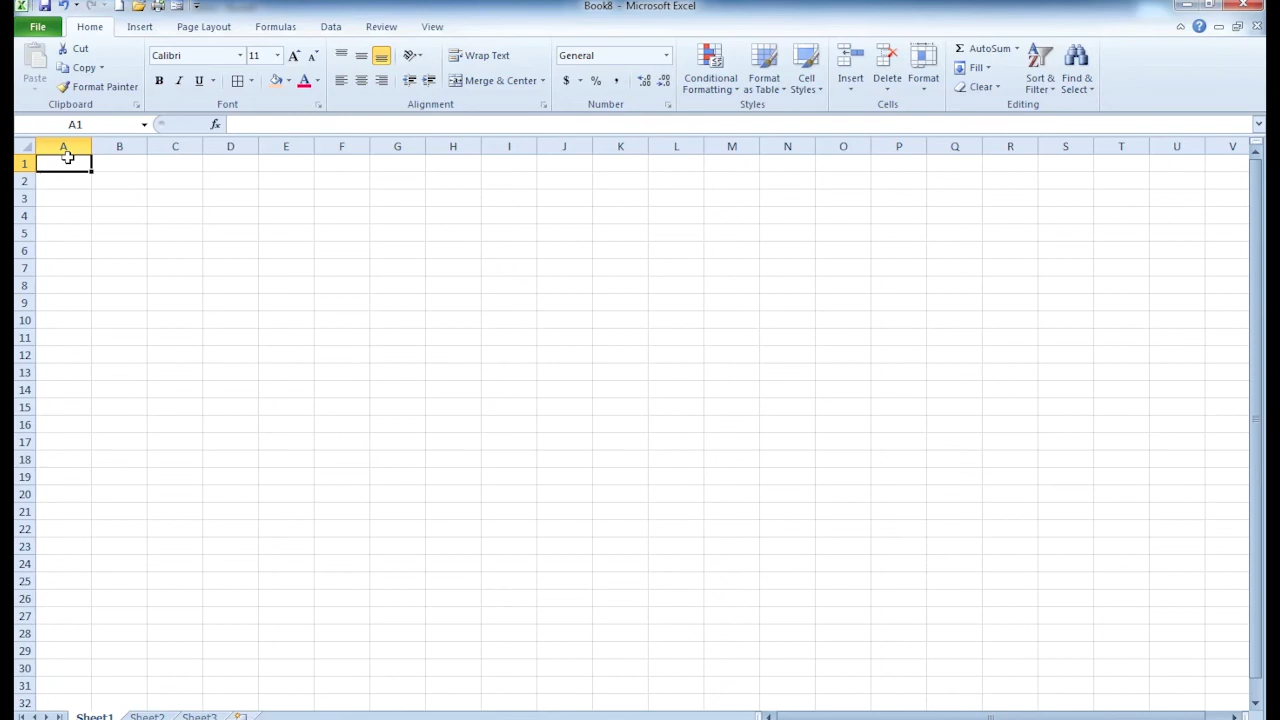 Book8 - Microsoft Excel
File Home Insert Page Layout Formulas Data Review View
Paste
Cut
Copy
Format Painter
Clipboard
Calibri 11
B I U A
Font
Wrap Text
Merge & Center
Alignment
General
$ % ,
Number
Conditional Formatting
Format as Table
Cell Styles
Styles
Insert Delete Format
Cells
Σ AutoSum
Fill
Clear
Sort & Filter
Find & Select
Editing
A1 fx
A B C D E F G H I K L M N O P Q R S T U V
1
2
3
4
5
6
7
8
9
10
11
12
13
14
15
16
17
18
19
20
21
22
23
24
25
26
27
28
29
30
31
32
Sheet1 Sheet2 Sheet3